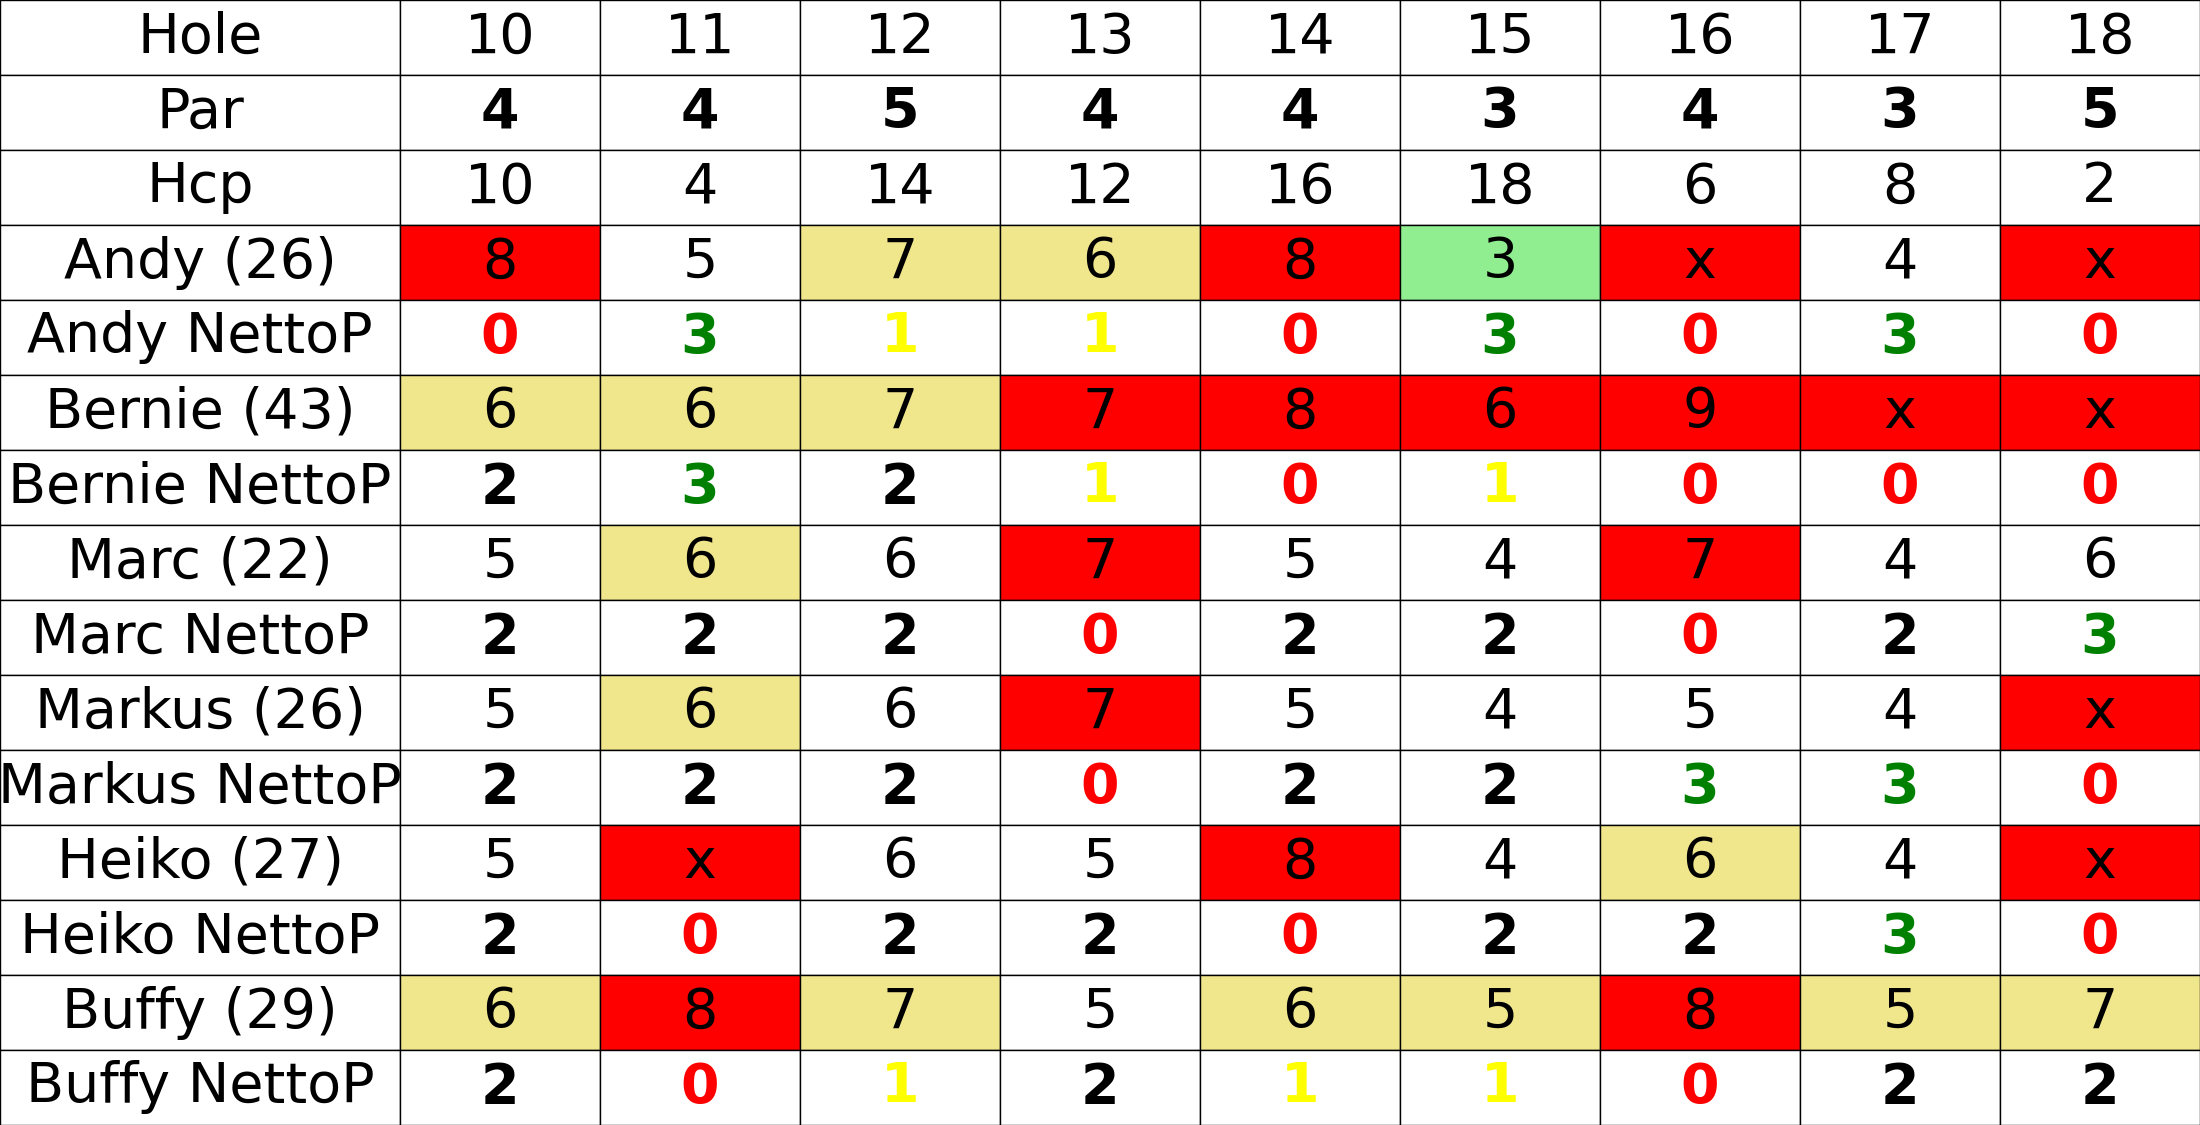 Hole 10 11 12 13 14 15 16 17 18
Par 4 4 5 4 4 3 4 3 5
Hcp 10 4 14 12 16 18 6 8 2
Andy (26) 8 5 7 6 8 3 x 4 x
Andy NettoP 0 3 1 1 0 3 0 3 0
Bernie (43) 6 6 7 7 8 6 9 x x
Bernie NettoP 2 3 2 1 0 1 0 0 0
Marc (22) 5 6 6 7 5 4 7 4 6
Marc NettoP 2 2 2 0 2 2 0 2 3
Markus (26) 5 6 6 7 5 4 5 4 x
Markus NettoP 2 2 2 0 2 2 3 3 0
Heiko (27) 5 x 6 5 8 4 6 4 x
Heiko NettoP 2 0 2 2 0 2 2 3 0
Buffy (29) 6 8 7 5 6 5 8 5 7
Buffy NettoP 2 0 1 2 1 1 0 2 2